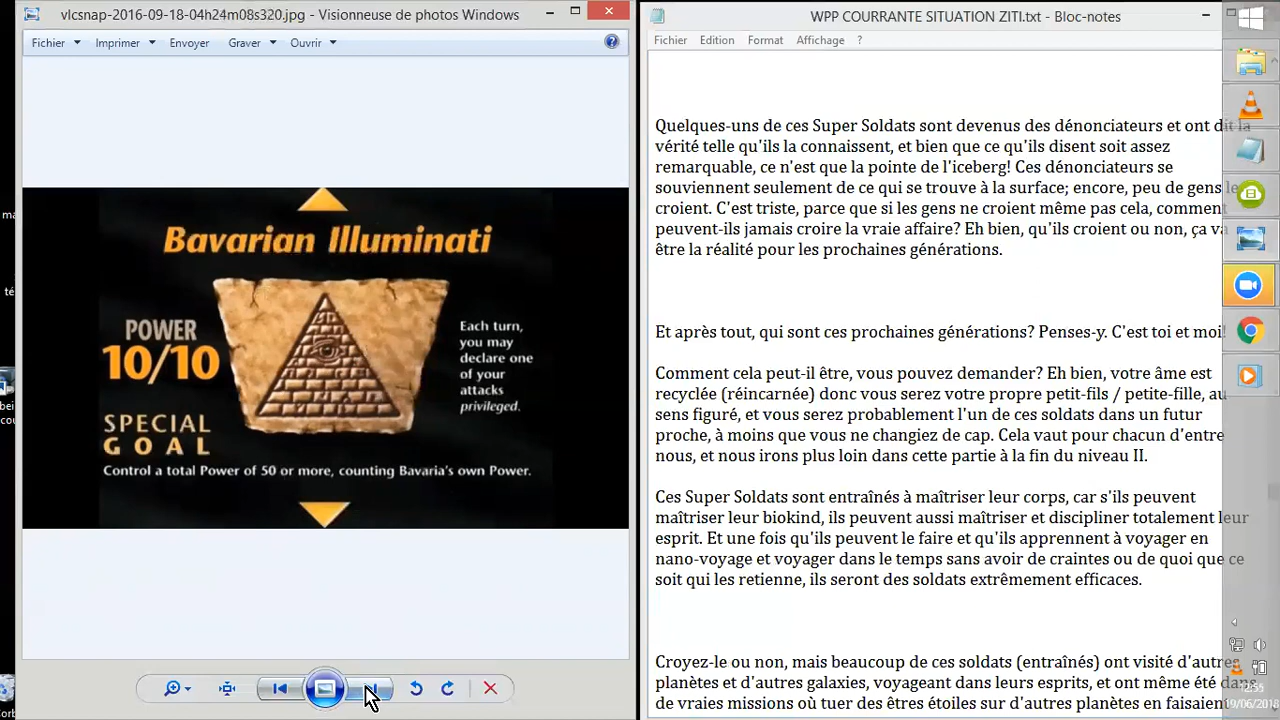 vlcsnap-2016-09-18-04h24m08s320.jpg - Visionneuse de photos Windows
Fichier Imprimer Envoyer Graver Ouvrir
Bavarian Illuminati
POWER
10/10
SPECIAL
GOAL
Each turn,
you may
declare one
of your
attacks
privileged.
Control a total Power of 50 or more, counting Bavaria's own Power.
WPP COURRANTE SITUATION ZITI.txt - Bloc-notes
Fichier Edition Format Affichage ?
Quelques-uns de ces Super Soldats sont devenus des dénonciateurs et ont dit la
vérité telle qu'ils la connaissent, et bien que ce qu'ils disent soit assez
remarquable, ce n'est que la pointe de l'iceberg! Ces dénonciateurs se
souviennent seulement de ce qui se trouve à la surface; encore, peu de gens le
croient. C'est triste, parce que si les gens ne croient même pas cela, comment
peuvent-ils jamais croire la vraie affaire? Eh bien, qu'ils croient ou non, ça va
être la réalité pour les prochaines générations.
Et après tout, qui sont ces prochaines générations? Penses-y. C'est toi et moi!
Comment cela peut-il être, vous pouvez demander? Eh bien, votre âme est
recyclée (réincarnée) donc vous serez votre propre petit-fils / petite-fille, au
sens figuré, et vous serez probablement l'un de ces soldats dans un futur
proche, à moins que vous ne changiez de cap. Cela vaut pour chacun d'entre
nous, et nous irons plus loin dans cette partie à la fin du niveau II.
Ces Super Soldats sont entraînés à maîtriser leur corps, car s'ils peuvent
maîtriser leur biokind, ils peuvent aussi maîtriser et discipliner totalement leur
esprit. Et une fois qu'ils peuvent le faire et qu'ils apprennent à voyager en
nano-voyage et voyager dans le temps sans avoir de craintes ou de quoi que ce
soit qui les retienne, ils seront des soldats extrêmement efficaces.
Croyez-le ou non, mais beaucoup de ces soldats (entraînés) ont visité d'autres
planètes et d'autres galaxies, voyageant dans leurs esprits, et ont même été dans
de vraies missions où tuer des êtres étoiles sur d'autres planètes en faisaient
12:55
19/06/2018